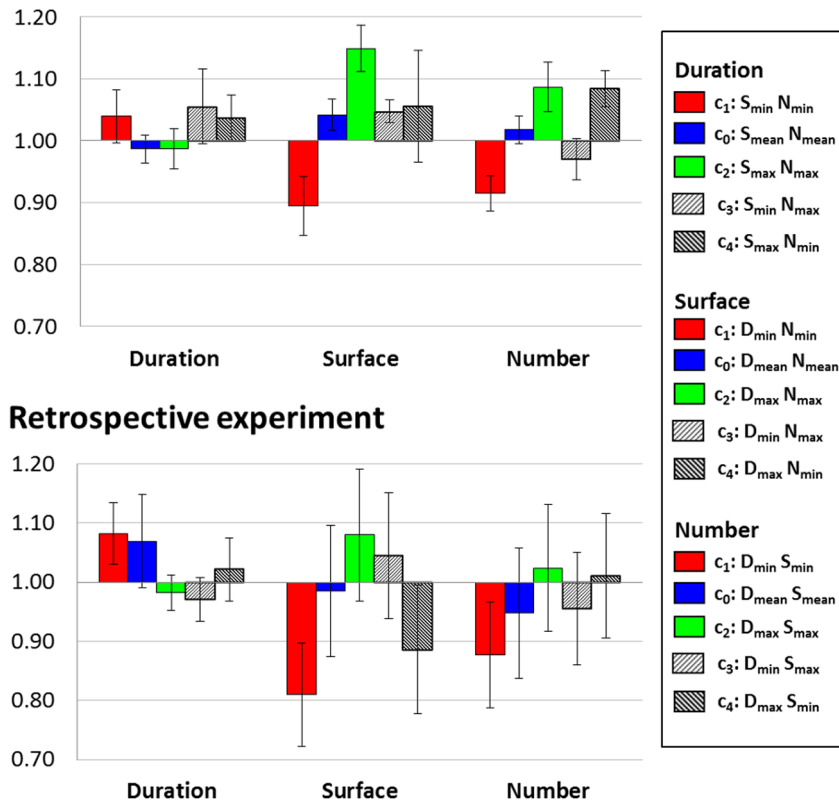 1.20
1.10
1.00
0.90
0.80
0.70
Duration Surface Number
Retrospective experiment
1.20
1.10
1.00
0.90
0.80
0.70
Duration Surface Number
Duration
c₁: Sₘᵢₙ Nₘᵢₙ
c₀: Sₘₑₐₙ Nₘₑₐₙ
c₂: Sₘₐₓ Nₘₐₓ
c₃: Sₘᵢₙ Nₘₐₓ
c₄: Sₘₐₓ Nₘᵢₙ
Surface
c₁: Dₘᵢₙ Nₘᵢₙ
c₀: Dₘₑₐₙ Nₘₑₐₙ
c₂: Dₘₐₓ Nₘₐₓ
c₃: Dₘᵢₙ Nₘₐₓ
c₄: Dₘₐₓ Nₘᵢₙ
Number
c₁: Dₘᵢₙ Sₘᵢₙ
c₀: Dₘₑₐₙ Sₘₑₐₙ
c₂: Dₘₐₓ Sₘₐₓ
c₃: Dₘᵢₙ Sₘₐₓ
c₄: Dₘₐₓ Sₘᵢₙ